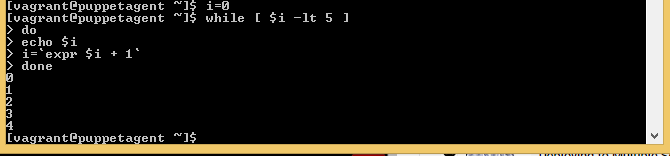 [vagrant@puppetagent ~]$ i=0
[vagrant@puppetagent ~]$ while [ $i -lt 5 ]
> do
> echo $i
> i=`expr $i + 1`
> done
0
1
2
3
4
[vagrant@puppetagent ~]$